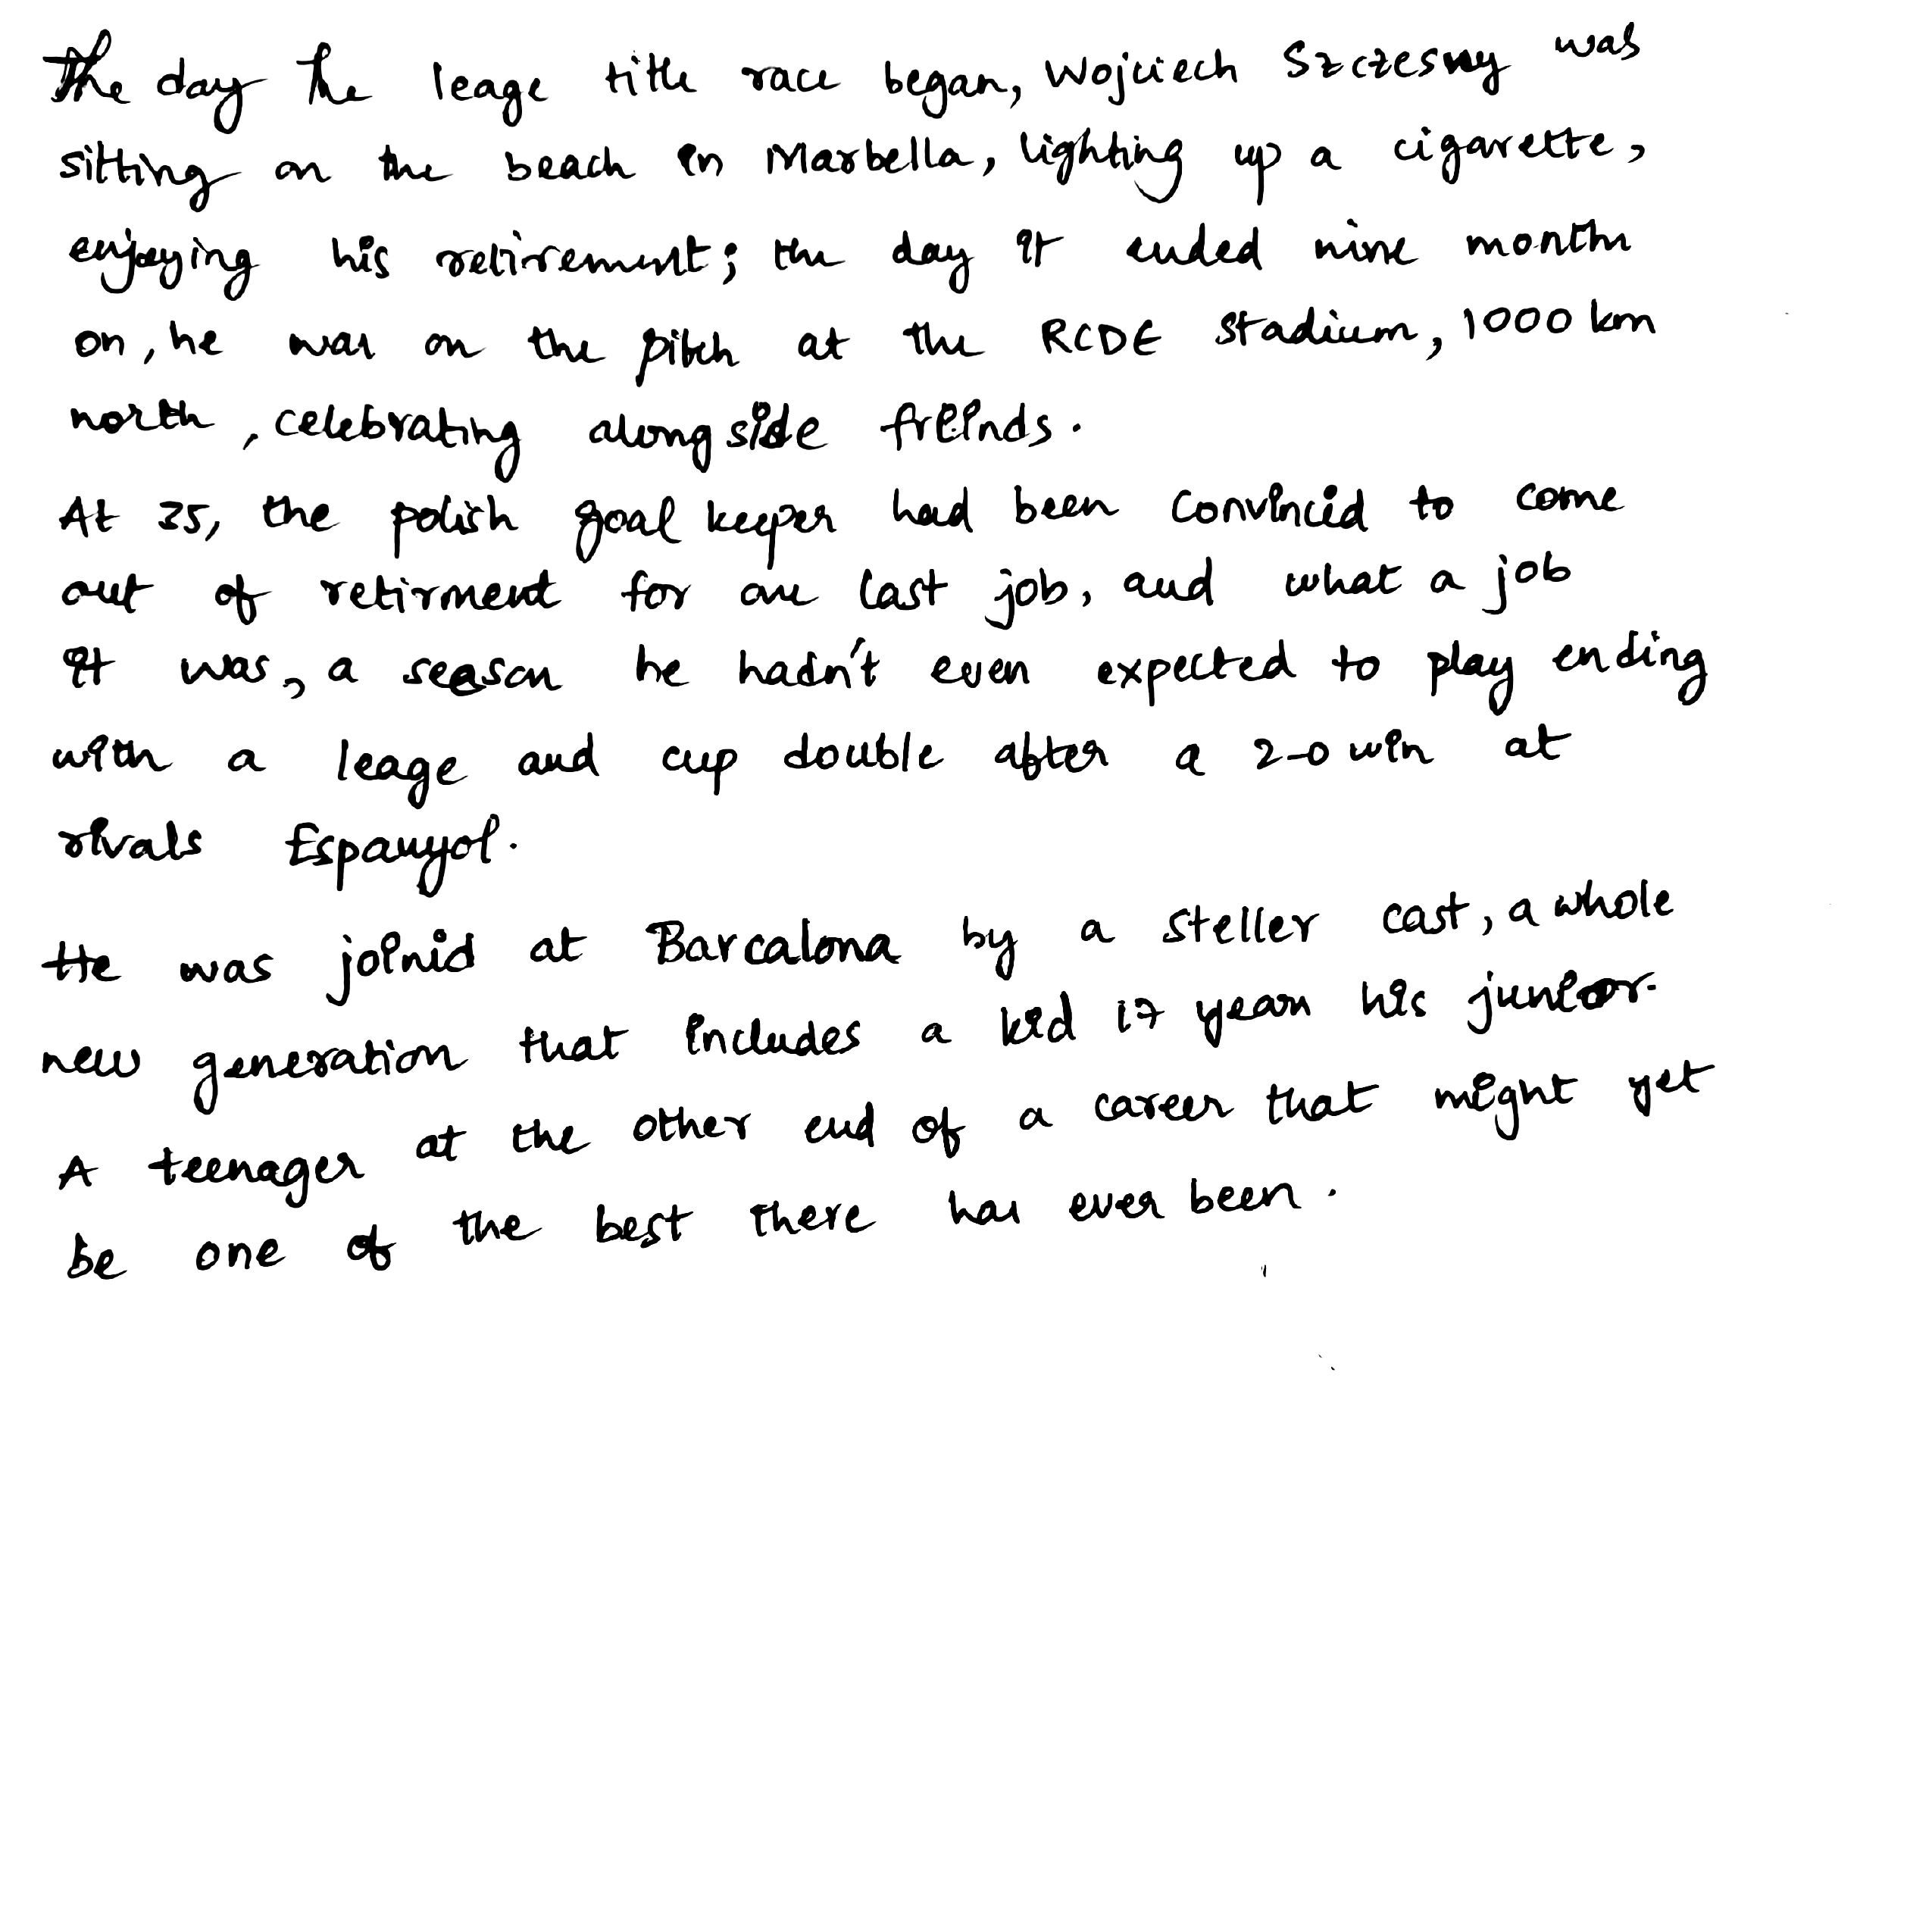 The day the leage title race began, Wojciech Szczesny was
sitting on the beach in Marbella, lighting up a cigarette,
enjoying his retirement; the day it ended nine months
on, he was on the pitch at the RCDE Stadium, 1000 km
north, celebrating alongside freinds.
At 35, the polish goal keeper had been convincid to come
out of retirment for one last job, and what a job
it was, a season he hadn't even expected to play ending
with a leage and cup double after a 2-0 win at
rivals Espanyol.
He was joinid at Barcalona by a steller cast, a whole
new generation that includes a kid 17 years his junior.
A teenager at the other end of a career that might yet
be one of the best there has ever been.